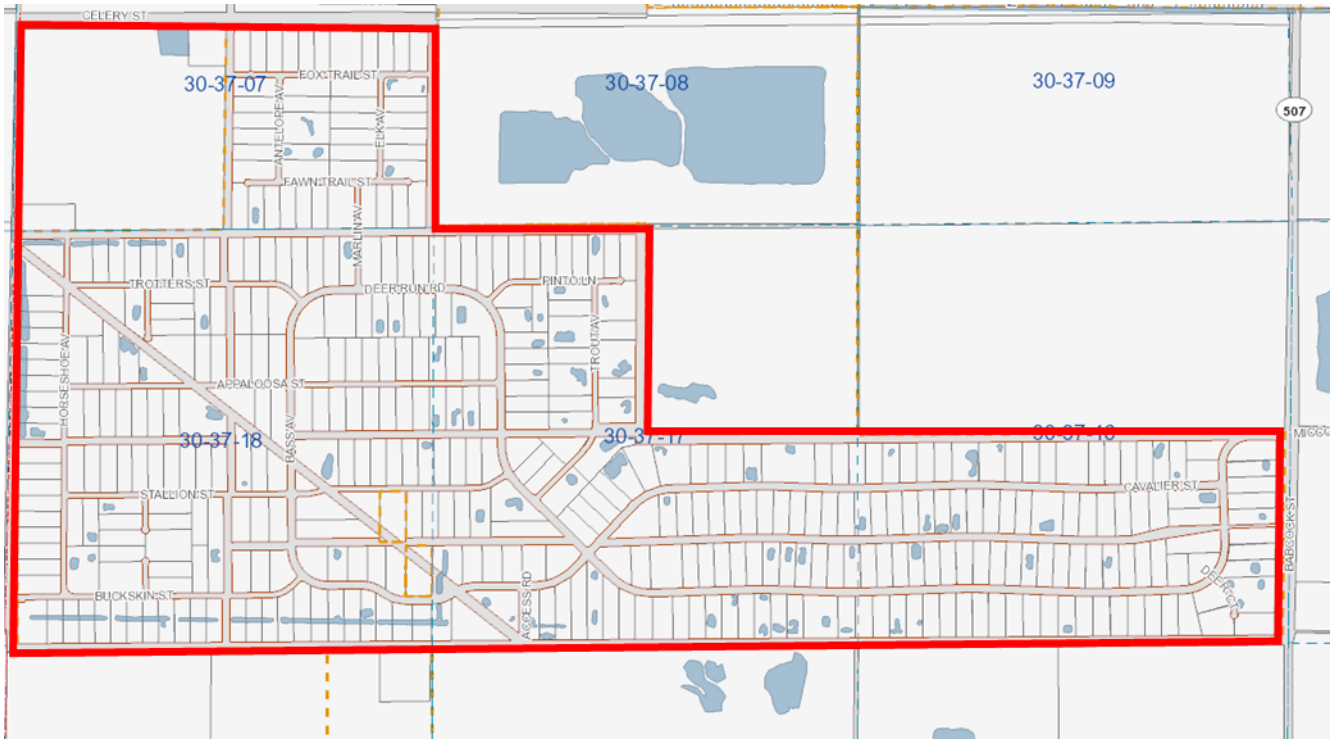 CELERY ST
30-37-07
30-37-08
30-37-09
FOX TRAIL ST
507
ANTELOPE AV
ELK AV
FAWN TRAIL ST
MARLIN AV
TROTTERS ST
DEER RUN RD
PINTO LN
HORSESHOE AV
TROUT AV
APPALOOSA ST
BASS AV
30-37-18
30-37-17
STALLION ST
CAVALIER ST
BABCOCK ST
BUCKSKIN ST
ACCESS RD
DEER CT